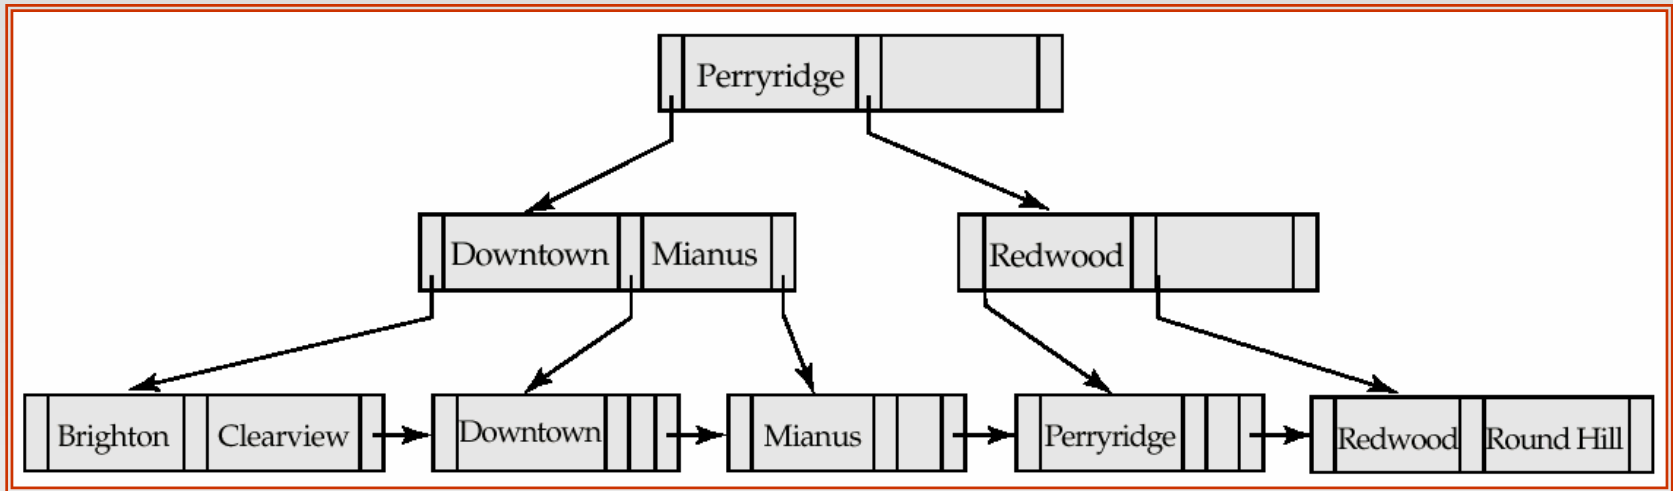 Perryridge
Downtown Mianus Redwood
Brighton Clearview Downtown Mianus Perryridge Redwood Round Hill